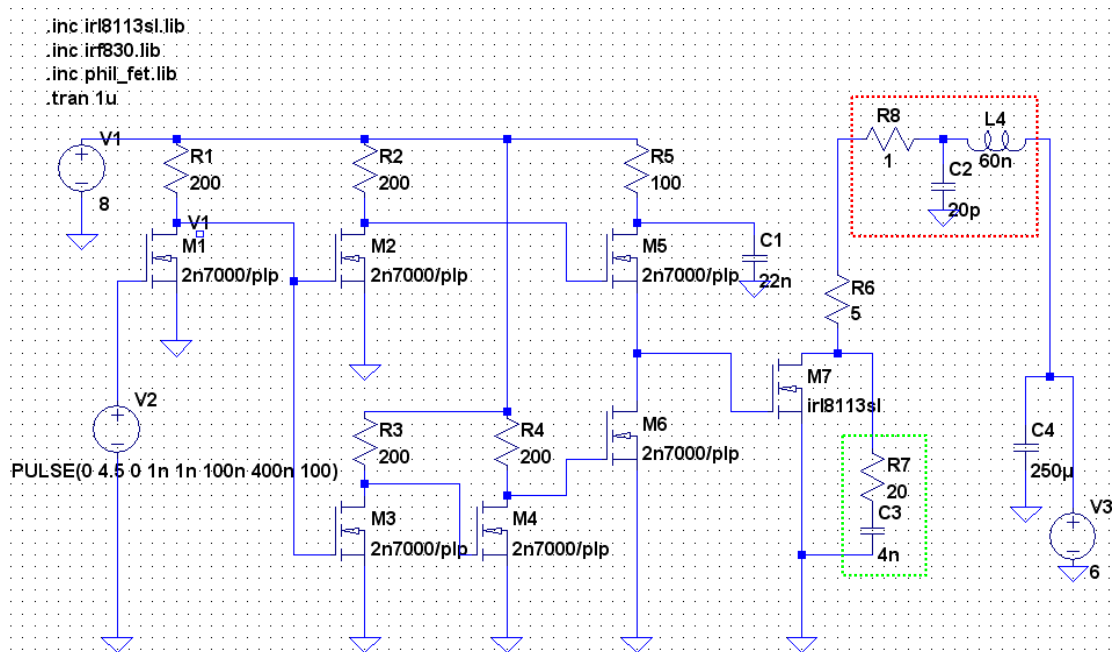 .inc irl8113sl.lib
.inc irf830.lib
.inc phil_fet.lib
.tran 1u
V1
8
R1
200
V1
M1
2n7000/plp
V2
PULSE(0 4.5 0 1n 1n 100n 400n 100)
R2
200
M2
2n7000/plp
R3
200
M3
2n7000/plp
R4
200
M4
2n7000/plp
R5
100
M5
2n7000/plp
C1
22n
M6
2n7000/plp
M7
irl8113sl
R6
5
R8
1
L4
60n
C2
20p
R7
20
C3
4n
C4
250µ
V3
6